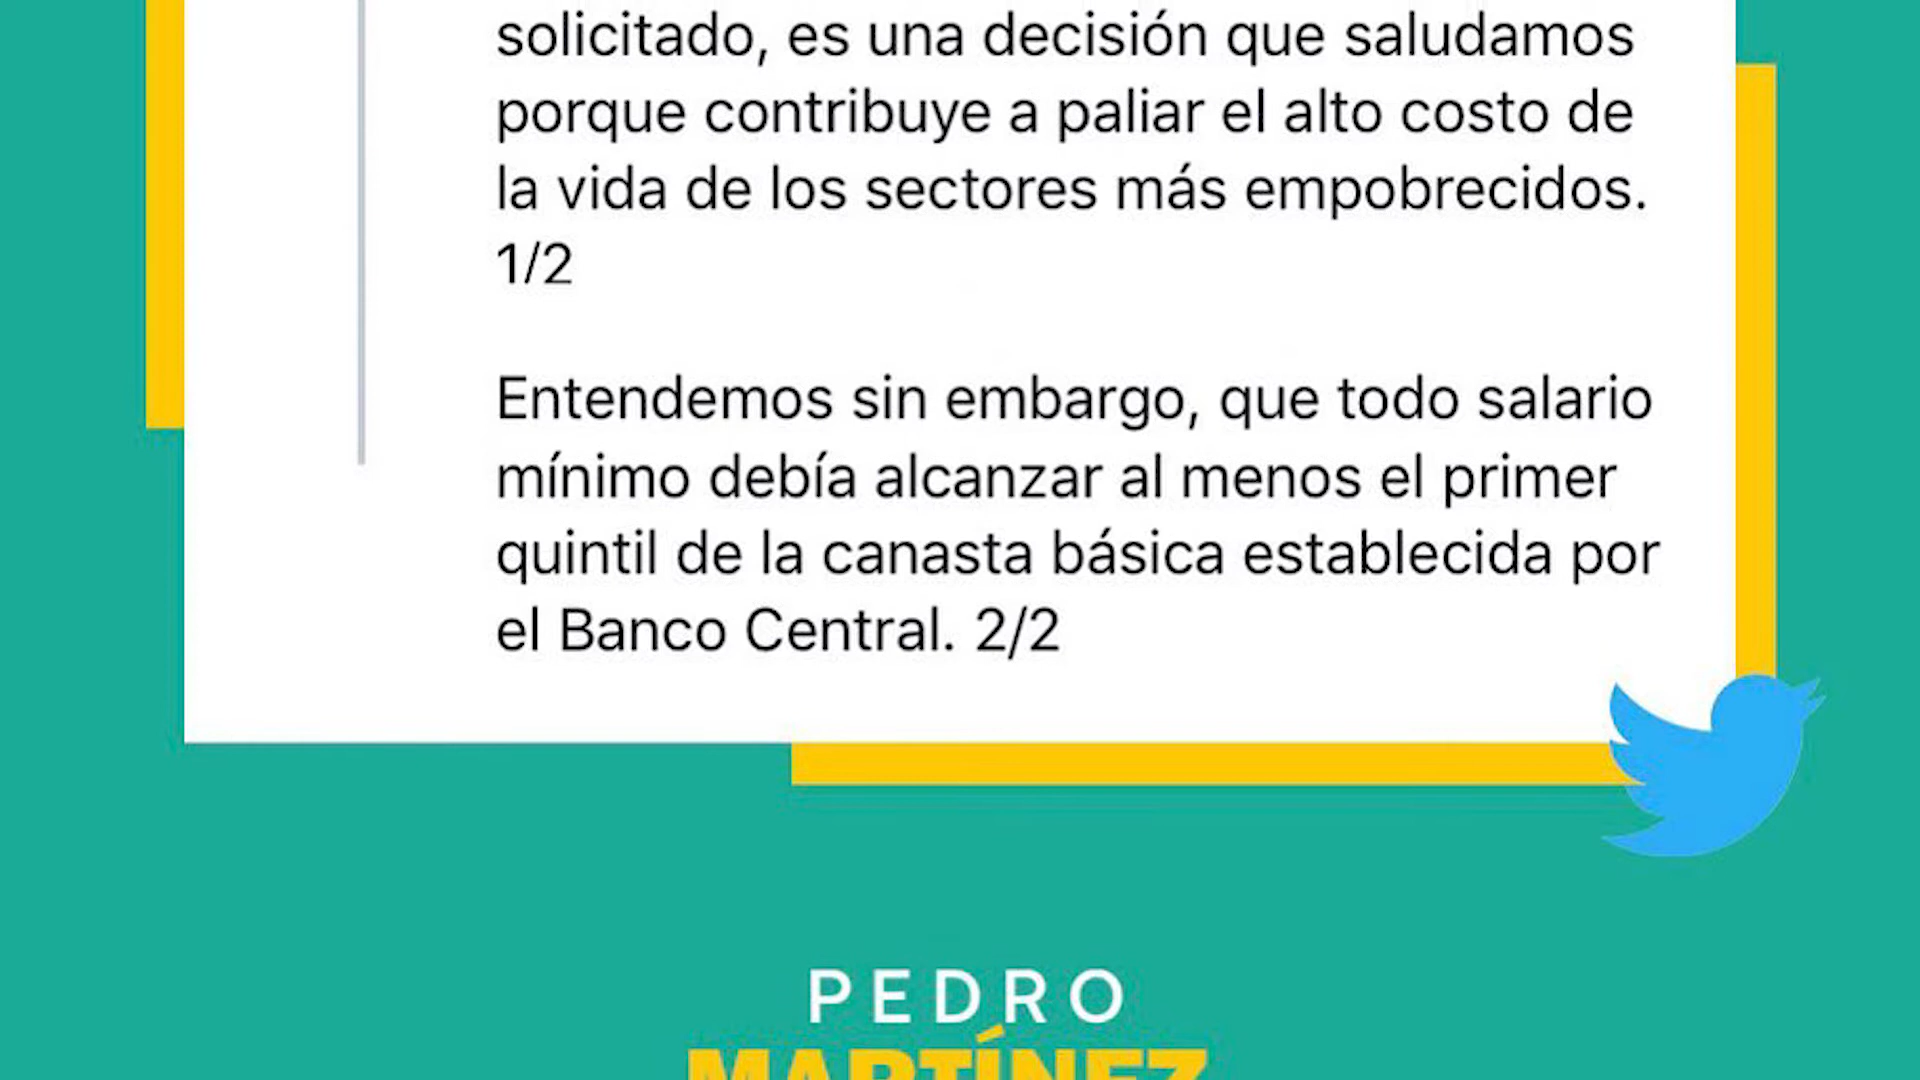 solicitado, es una decisión que saludamos
porque contribuye a paliar el alto costo de
la vida de los sectores más empobrecidos.
1/2
Entendemos sin embargo, que todo salario
mínimo debía alcanzar al menos el primer
quintil de la canasta básica establecida por
el Banco Central. 2/2
PEDRO
MARTÍNEZ